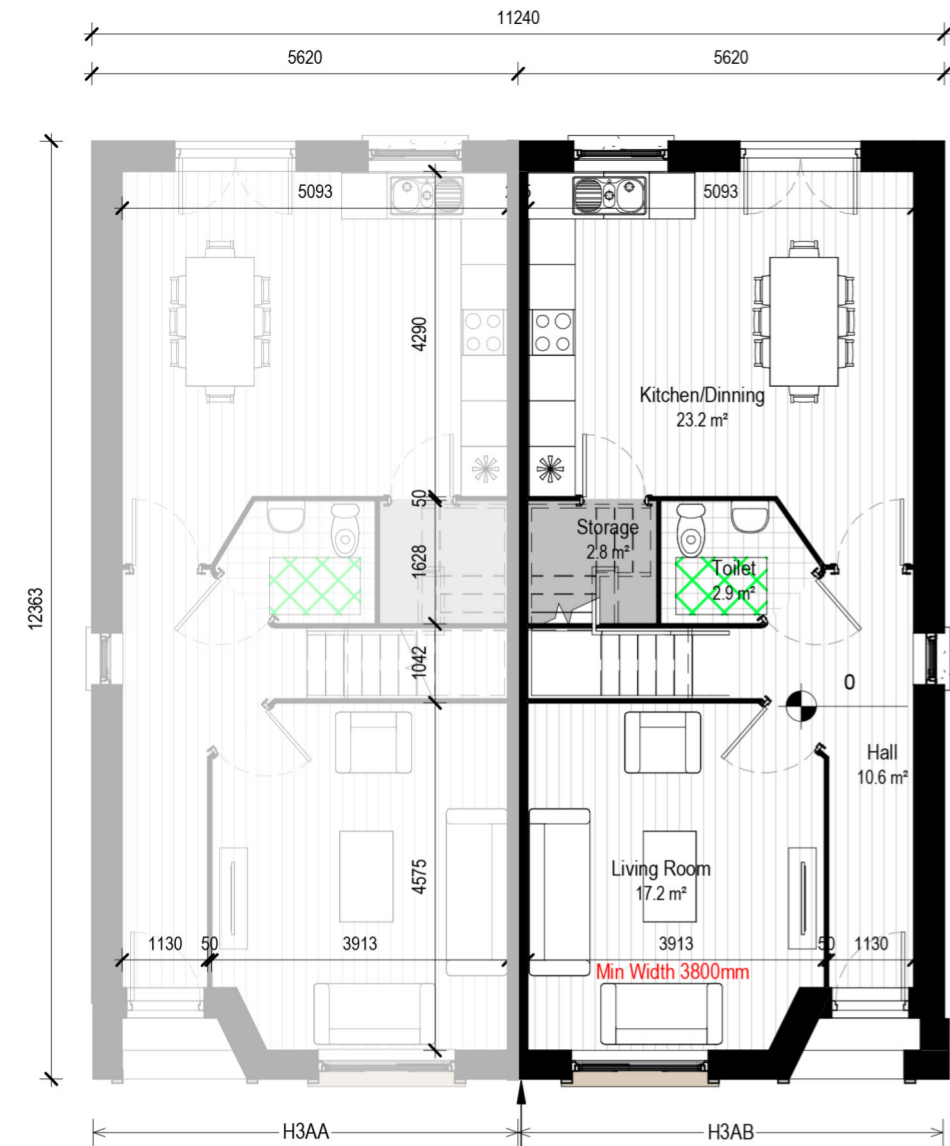 11240
5620
5620
5093
5093
4290
Kitchen/Dinning
23.2 m²
50
Storage
2.8 m²
1628
Toilet
2.9 m²
12363
1042
0
Hall
10.6 m²
4575
Living Room
17.2 m²
1130
50
3913
3913
50
1130
Min Width 3800mm
H3AA
H3AB